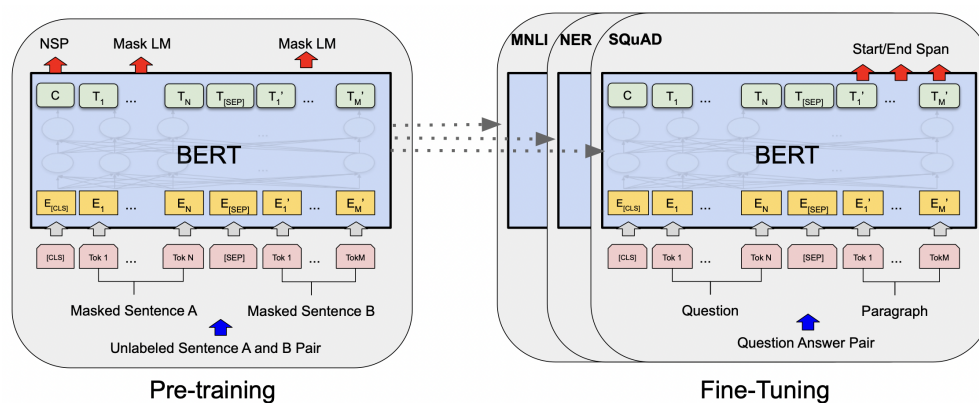 NSP Mask LM Mask LM
C T1 ... TN T[SEP] T1' ... TM'
...
BERT
...
E[CLS] E1 ... EN E[SEP] E1' ... EM'
[CLS] Tok 1 ... Tok N [SEP] Tok 1 ... TokM
Masked Sentence A Masked Sentence B
Unlabeled Sentence A and B Pair
Pre-training
MNLI NER SQuAD
Start/End Span
C T1 ... TN T[SEP] T1' ... TM'
...
BERT
...
E[CLS] E1 ... EN E[SEP] E1' ... EM'
[CLS] Tok 1 ... Tok N [SEP] Tok 1 ... TokM
Question Paragraph
Question Answer Pair
Fine-Tuning